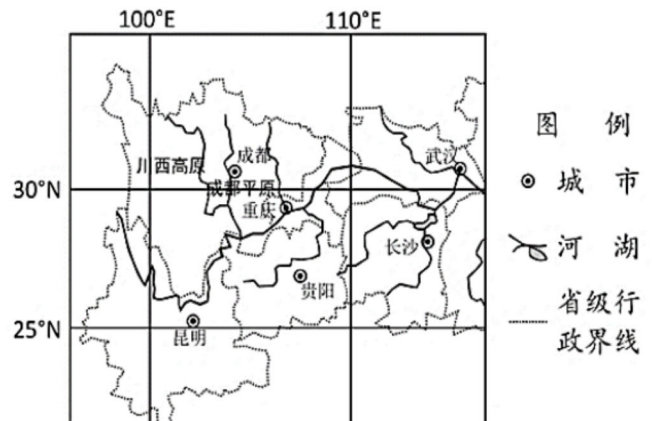 100°E 110°E
图 例
武汉
成都
川西高原
城 市
30°N
成都平原
重庆
长沙
河 湖
贵阳
省级行
政界线
25°N
昆明